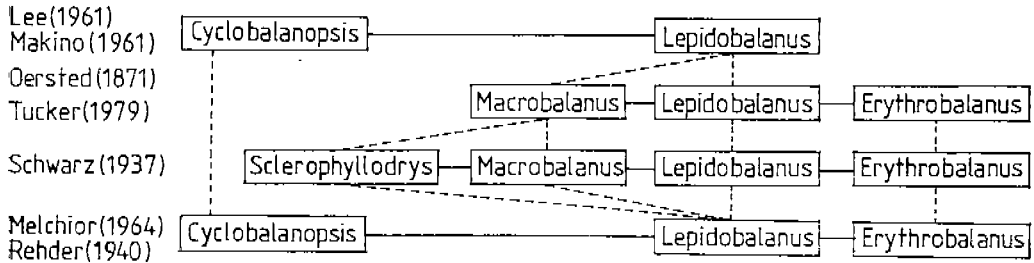 Lee(1961)
Makino(1961) Cyclobalanopsis Lepidobalanus
Oersted(1871)
Tucker(1979) Macrobalanus Lepidobalanus Erythrobalanus
Schwarz(1937) Sclerophyllodrys Macrobalanus Lepidobalanus Erythrobalanus
Melchior(1964)
Rehder(1940) Cyclobalanopsis Lepidobalanus Erythrobalanus